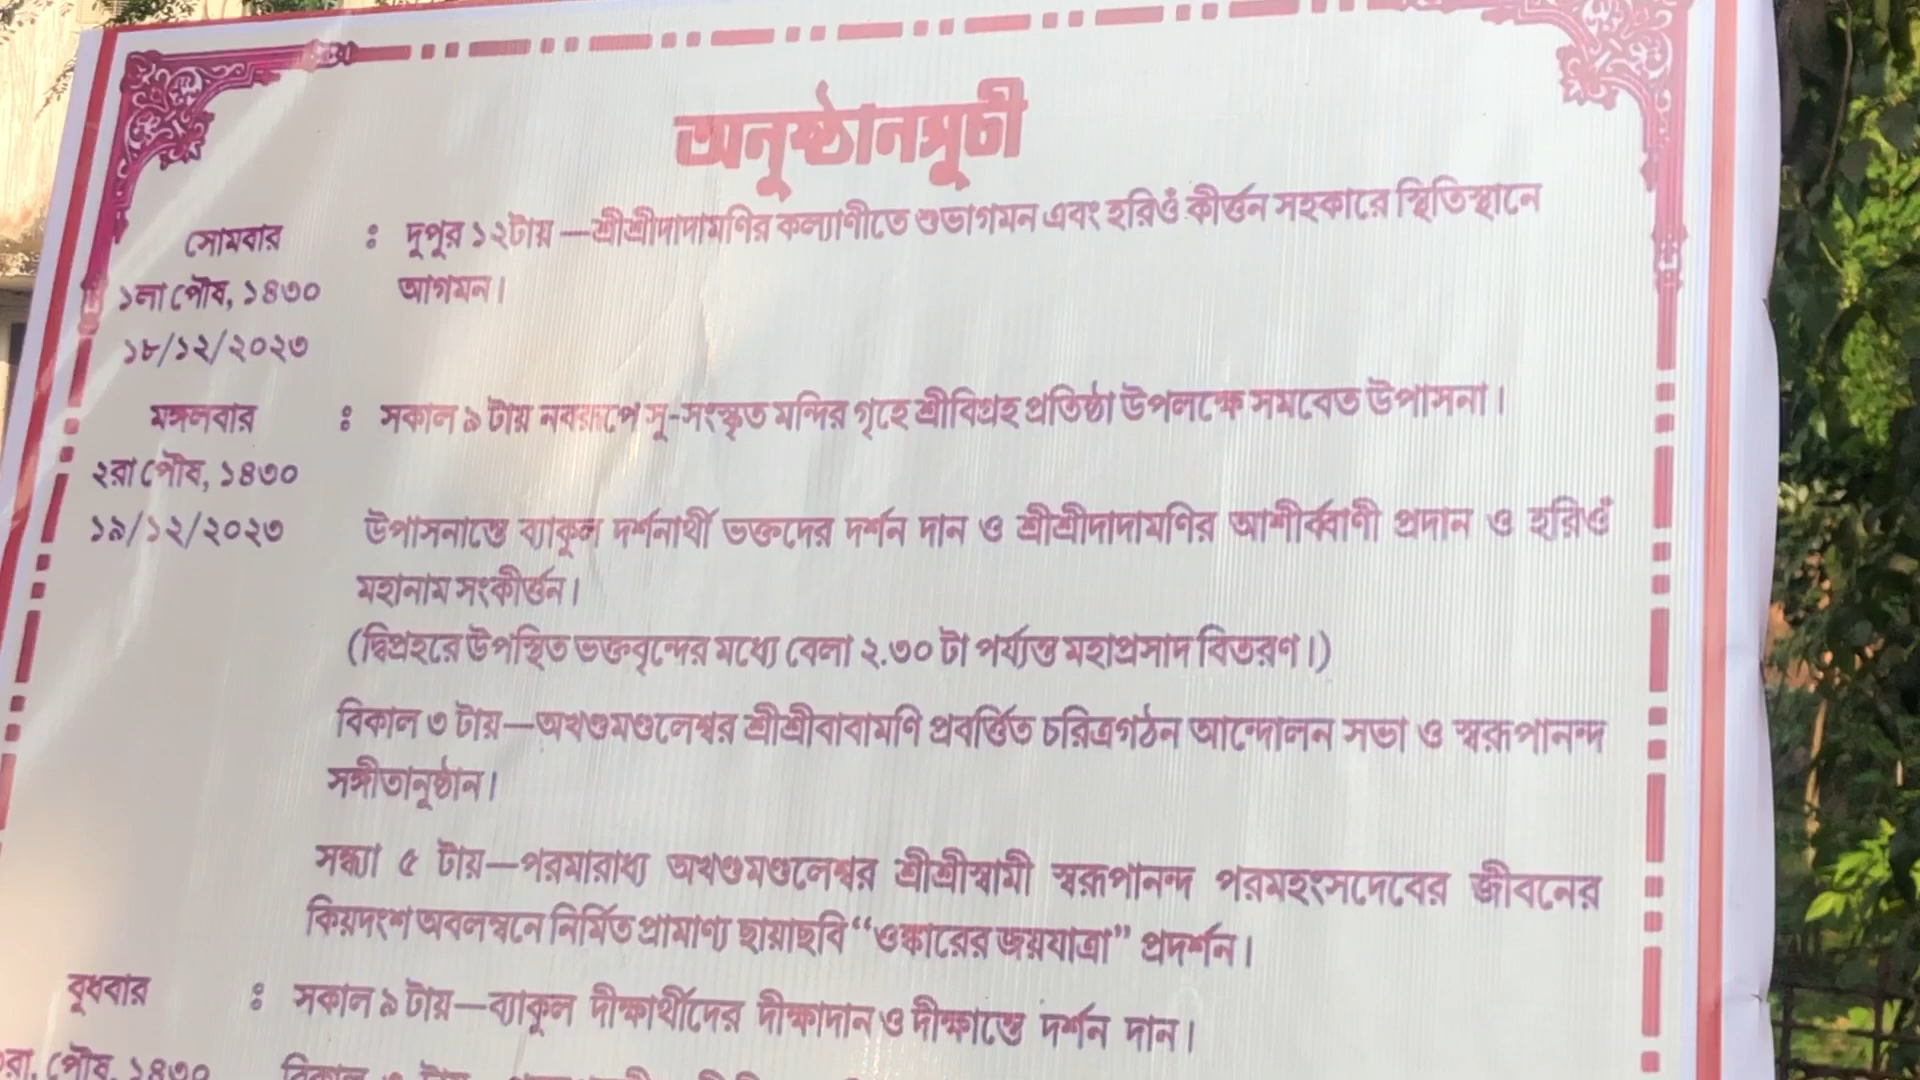 অনুষ্ঠানসূচী
সোমবার : দুপুর ১২টায় —শ্রীশ্রীদাদামণির কল্যাণীতে শুভাগমন এবং হরিওঁ কীর্ত্তন সহকারে স্থিতিস্থানে
১লা পৌষ, ১৪৩০ আগমন।
১৮/১২/২০২৩
মঙ্গলবার : সকাল ৯ টায় নবরূপে সু-সংস্কৃত মন্দির গৃহে শ্রীবিগ্রহ প্রতিষ্ঠা উপলক্ষে সমবেত উপাসনা।
২রা পৌষ, ১৪৩০
১৯/১২/২০২৩ উপাসনান্তে ব্যাকুল দর্শনার্থী ভক্তদের দর্শন দান ও শ্রীশ্রীদাদামণির আশীর্ব্বাণী প্রদান ও হরিওঁ
মহানাম সংকীর্ত্তন।
(দ্বিপ্রহরে উপস্থিত ভক্তবৃন্দের মধ্যে বেলা ২.৩০ টা পর্য্যন্ত মহাপ্রসাদ বিতরণ।)
বিকাল ৩ টায়—অখণ্ডমণ্ডলেশ্বর শ্রীশ্রীবাবামণি প্রবর্ত্তিত চরিত্রগঠন আন্দোলন সভা ও স্বরূপানন্দ
সঙ্গীতানুষ্ঠান।
সন্ধ্যা ৫ টায়—পরমারাধ্য অখণ্ডমণ্ডলেশ্বর শ্রীশ্রীস্বামী স্বরূপানন্দ পরমহংসদেবের জীবনের
কিয়দংশ অবলম্বনে নির্মিত প্রামাণ্য ছায়াছবি “ওঙ্কারের জয়যাত্রা” প্রদর্শন।
বুধবার : সকাল ৯ টায়—ব্যাকুল দীক্ষার্থীদের দীক্ষাদান ও দীক্ষান্তে দর্শন দান।
রা, পৌষ, ১৪৩০ বিকাল ৩ টায়